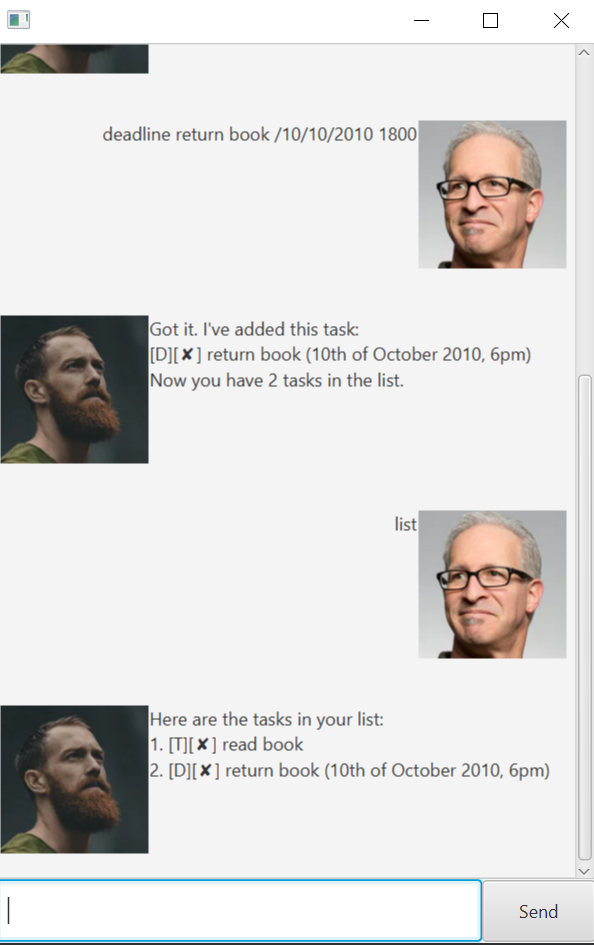 deadline return book /10/10/2010 1800
Got it. I've added this task:
[D][✘] return book (10th of October 2010, 6pm)
Now you have 2 tasks in the list.
list
Here are the tasks in your list:
1. [T][✘] read book
2. [D][✘] return book (10th of October 2010, 6pm)
Send